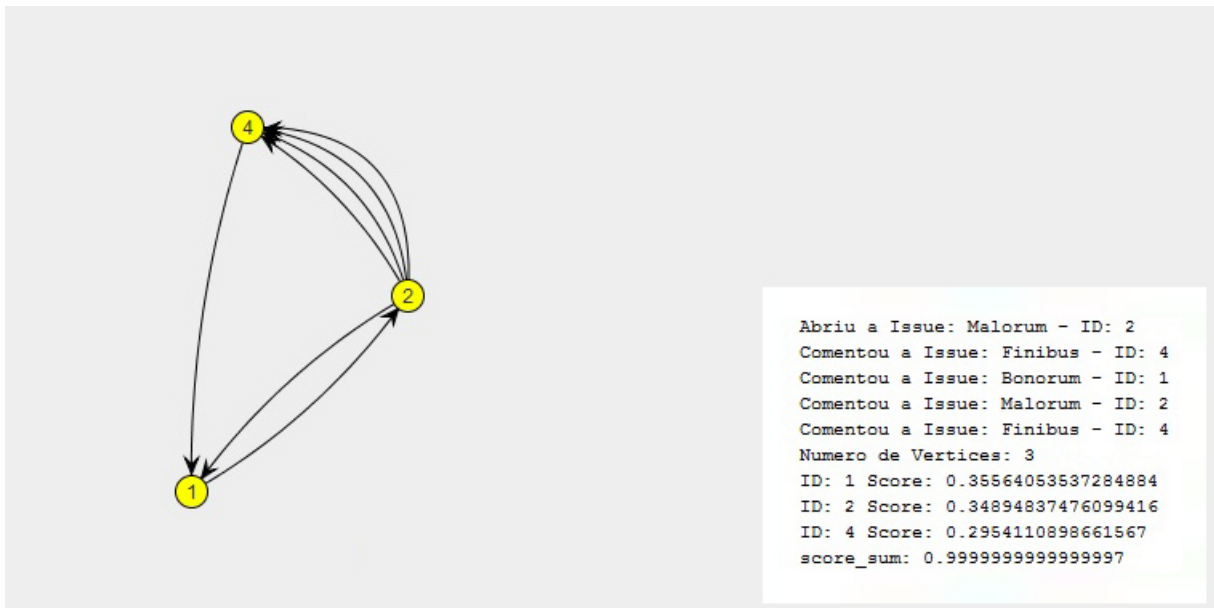 4
2
1
Abriu a Issue: Malorum - ID: 2
Comentou a Issue: Finibus - ID: 4
Comentou a Issue: Bonorum - ID: 1
Comentou a Issue: Malorum - ID: 2
Comentou a Issue: Finibus - ID: 4
Numero de Vertices: 3
ID: 1 Score: 0.35564053537284884
ID: 2 Score: 0.34894837476099416
ID: 4 Score: 0.2954110898661567
score_sum: 0.9999999999999997